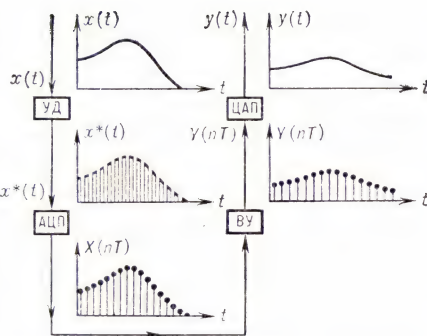 x(t)
y(t)
y(t)
x(t)
t
t
УД
ЦАП
x*(t)
Y(nT)
Y(nT)
x*(t)
t
t
АЦП
ВУ
X(nT)
t